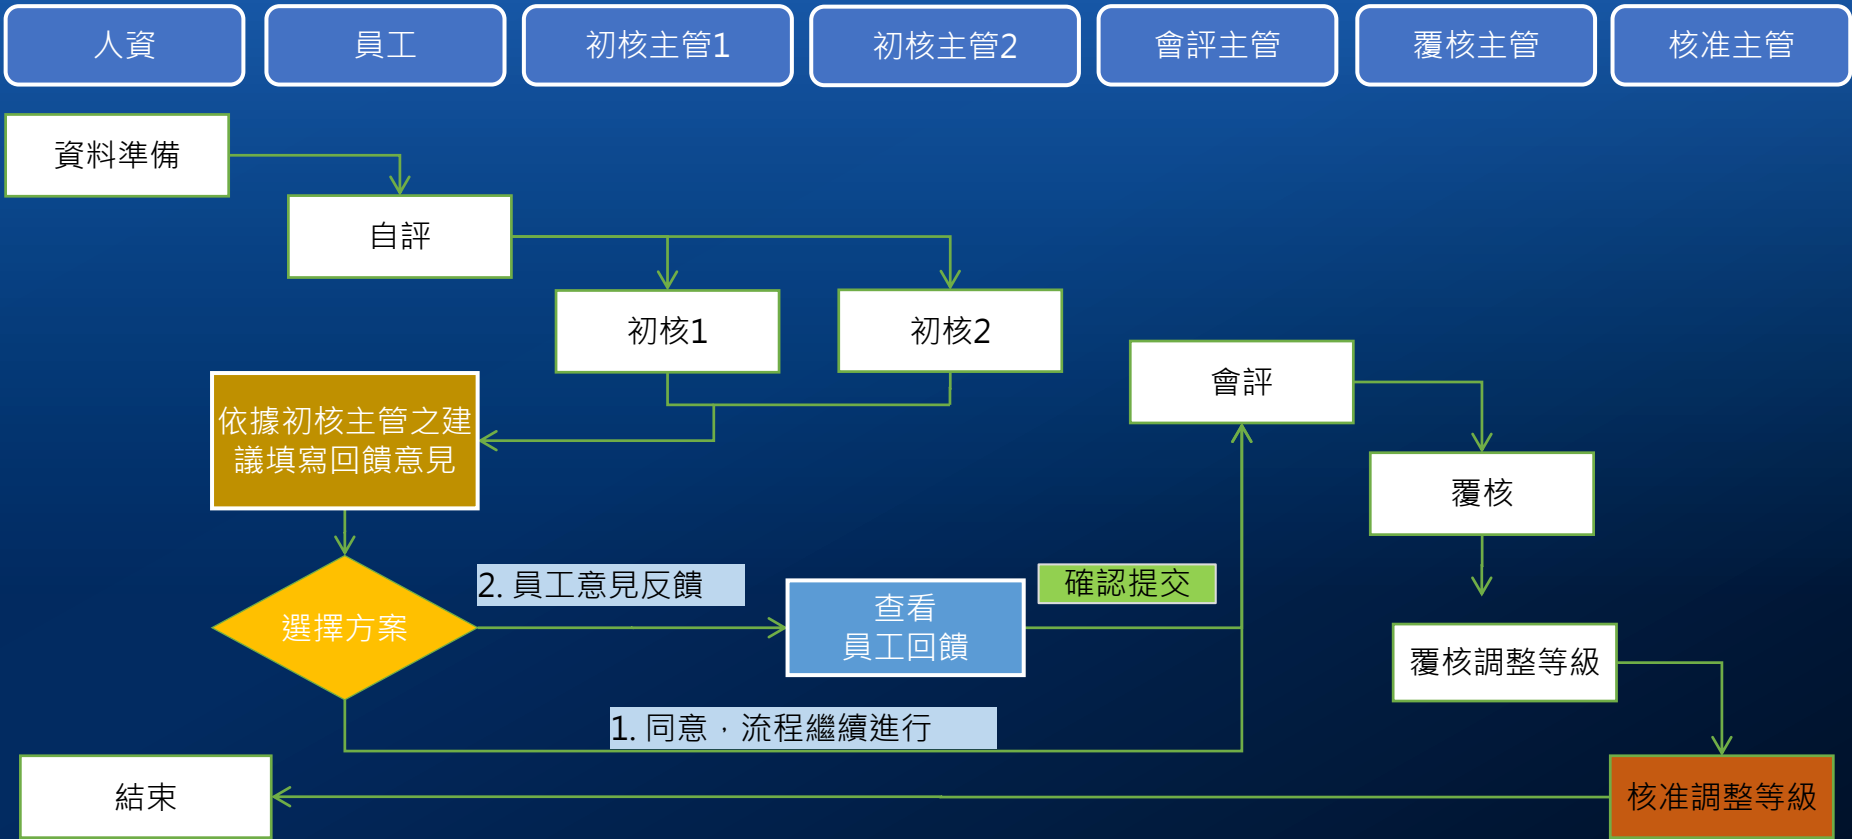 人資
員工
初核主管1
初核主管2
會評主管
覆核主管
核准主管
資料準備
自評
初核1
初核2
會評
依據初核主管之建
議填寫回饋意見
覆核
2. 員工意見反饋
確認提交
選擇方案
查看
員工回饋
覆核調整等級
1. 同意，流程繼續進行
結束
核准調整等級